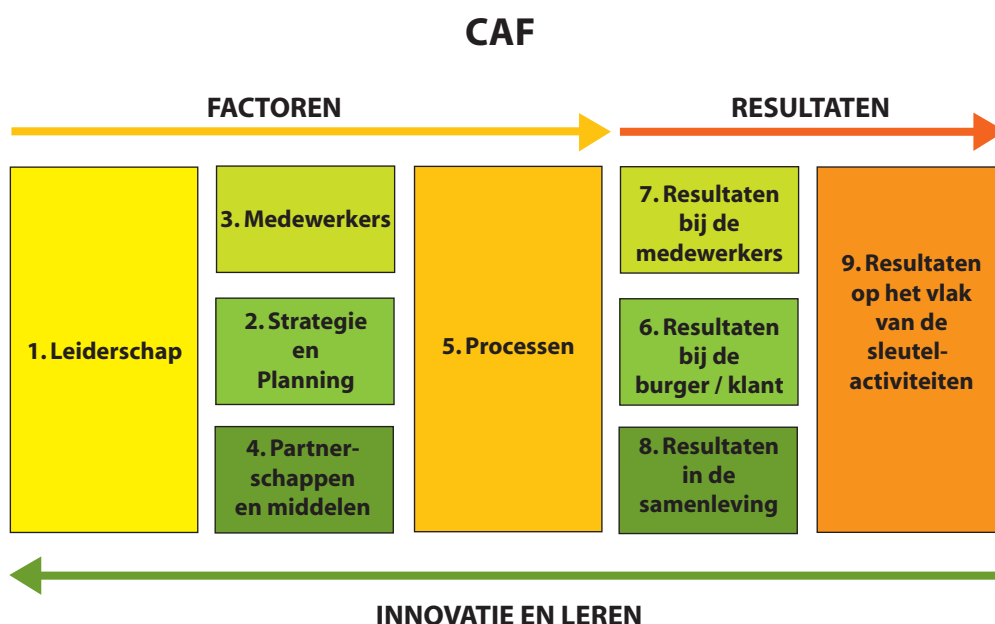 CAF
FACTOREN
RESULTATEN
1. Leiderschap
3. Medewerkers
2. Strategie
en
Planning
4. Partner-
schappen
en middelen
5. Processen
7. Resultaten
bij de
medewerkers
6. Resultaten
bij de
burger / klant
8. Resultaten
in de
samenleving
9. Resultaten
op het vlak
van de
sleutel-
activiteiten
INNOVATIE EN LEREN